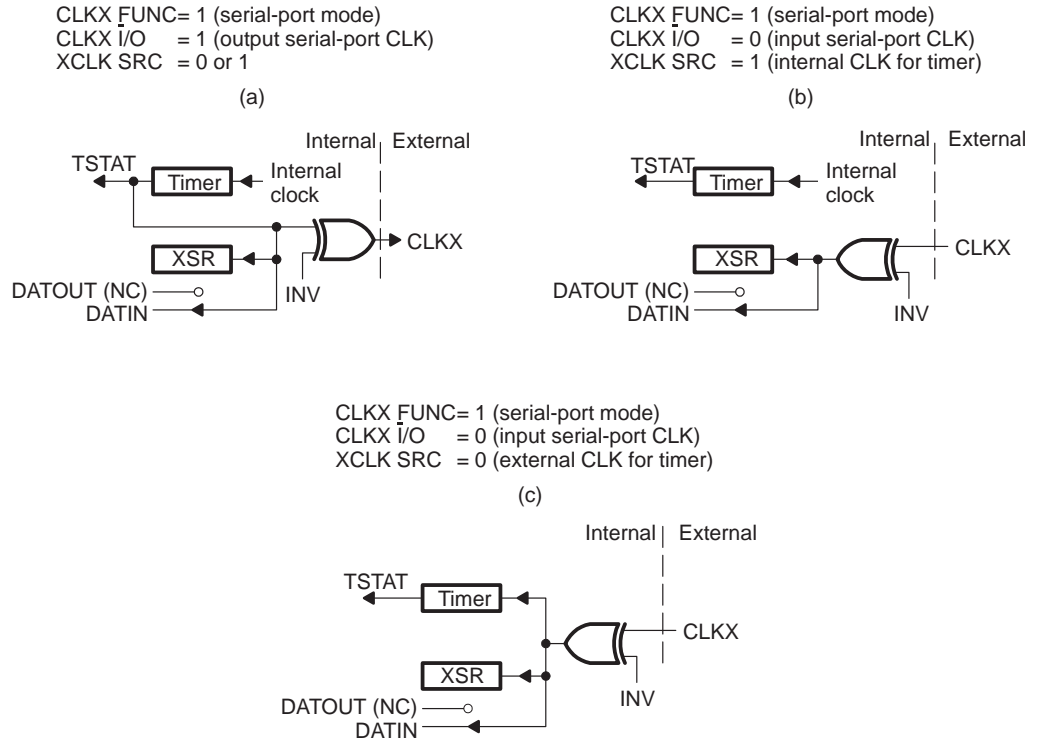 CLKX FUNC= 1 (serial-port mode)
CLKX I/O = 1 (output serial-port CLK)
XCLK SRC = 0 or 1
(a)
Internal External
TSTAT
Timer
Internal
clock
XSR
CLKX
DATOUT (NC)
INV
DATIN
CLKX FUNC= 1 (serial-port mode)
CLKX I/O = 0 (input serial-port CLK)
XCLK SRC = 1 (internal CLK for timer)
(b)
Internal External
TSTAT
Timer
Internal
clock
CLKX
XSR
DATOUT (NC)
INV
DATIN
CLKX FUNC= 1 (serial-port mode)
CLKX I/O = 0 (input serial-port CLK)
XCLK SRC = 0 (external CLK for timer)
(c)
Internal External
TSTAT
Timer
CLKX
XSR
INV
DATOUT (NC)
DATIN